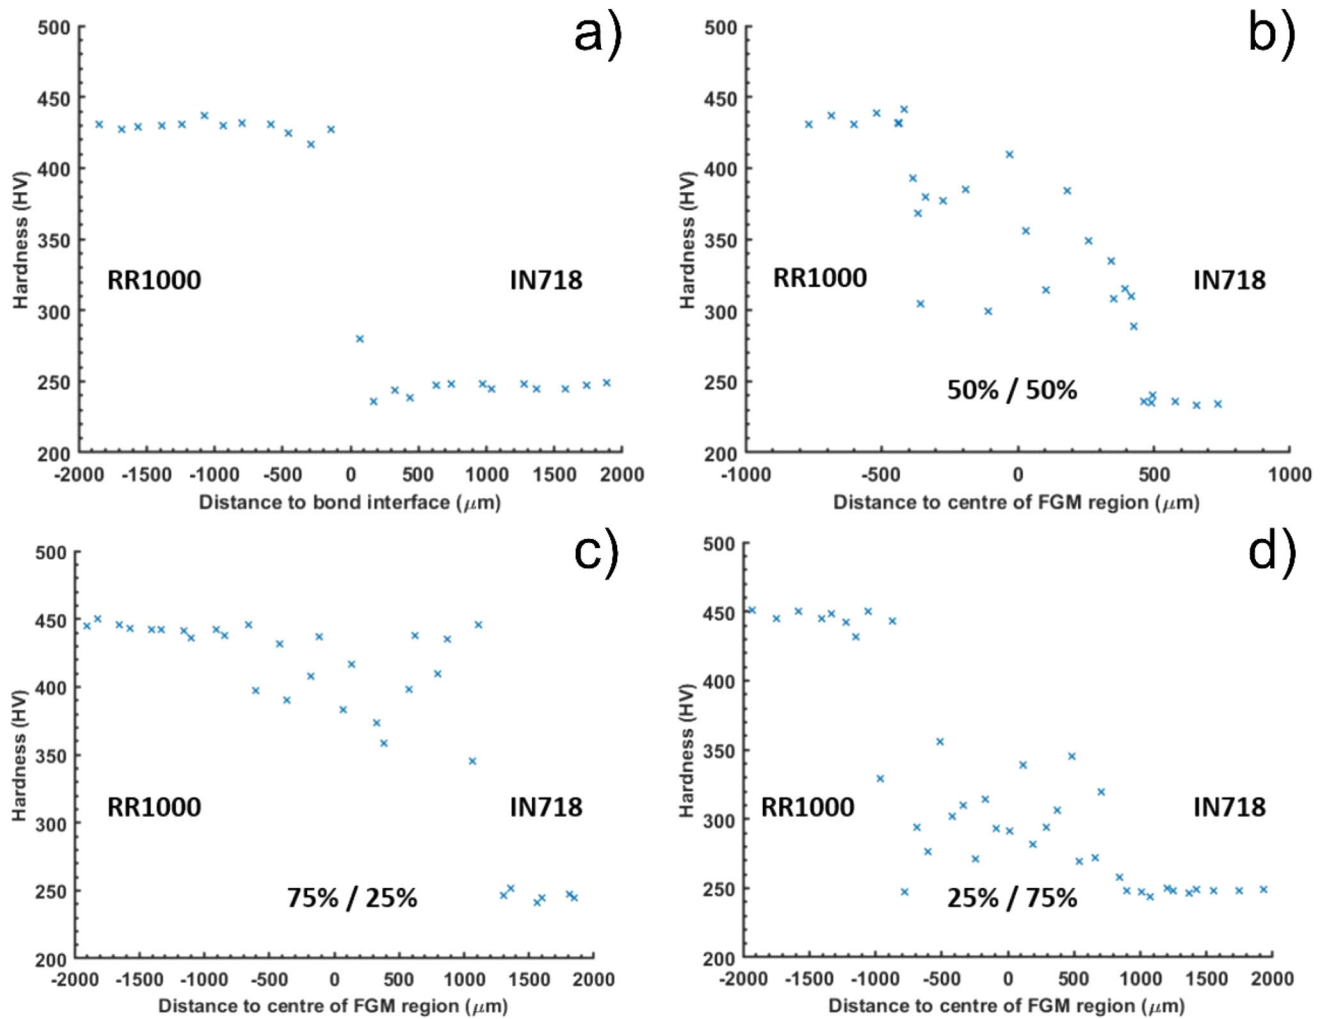 a)
500
450
400
350
300
250
200
Hardness (HV)
RR1000
IN718
-2000 -1500 -1000 -500 0 500 1000 1500 2000
Distance to bond interface (μm)
b)
500
450
400
350
300
250
200
Hardness (HV)
RR1000
IN718
50% / 50%
-1000 -500 0 500 1000
Distance to centre of FGM region (μm)
c)
500
450
400
350
300
250
200
Hardness (HV)
RR1000
IN718
75% / 25%
-2000 -1500 -1000 -500 0 500 1000 1500 2000
Distance to centre of FGM region (μm)
d)
500
450
400
350
300
250
200
Hardness (HV)
RR1000
IN718
25% / 75%
-2000 -1500 -1000 -500 0 500 1000 1500 2000
Distance to centre of FGM region (μm)